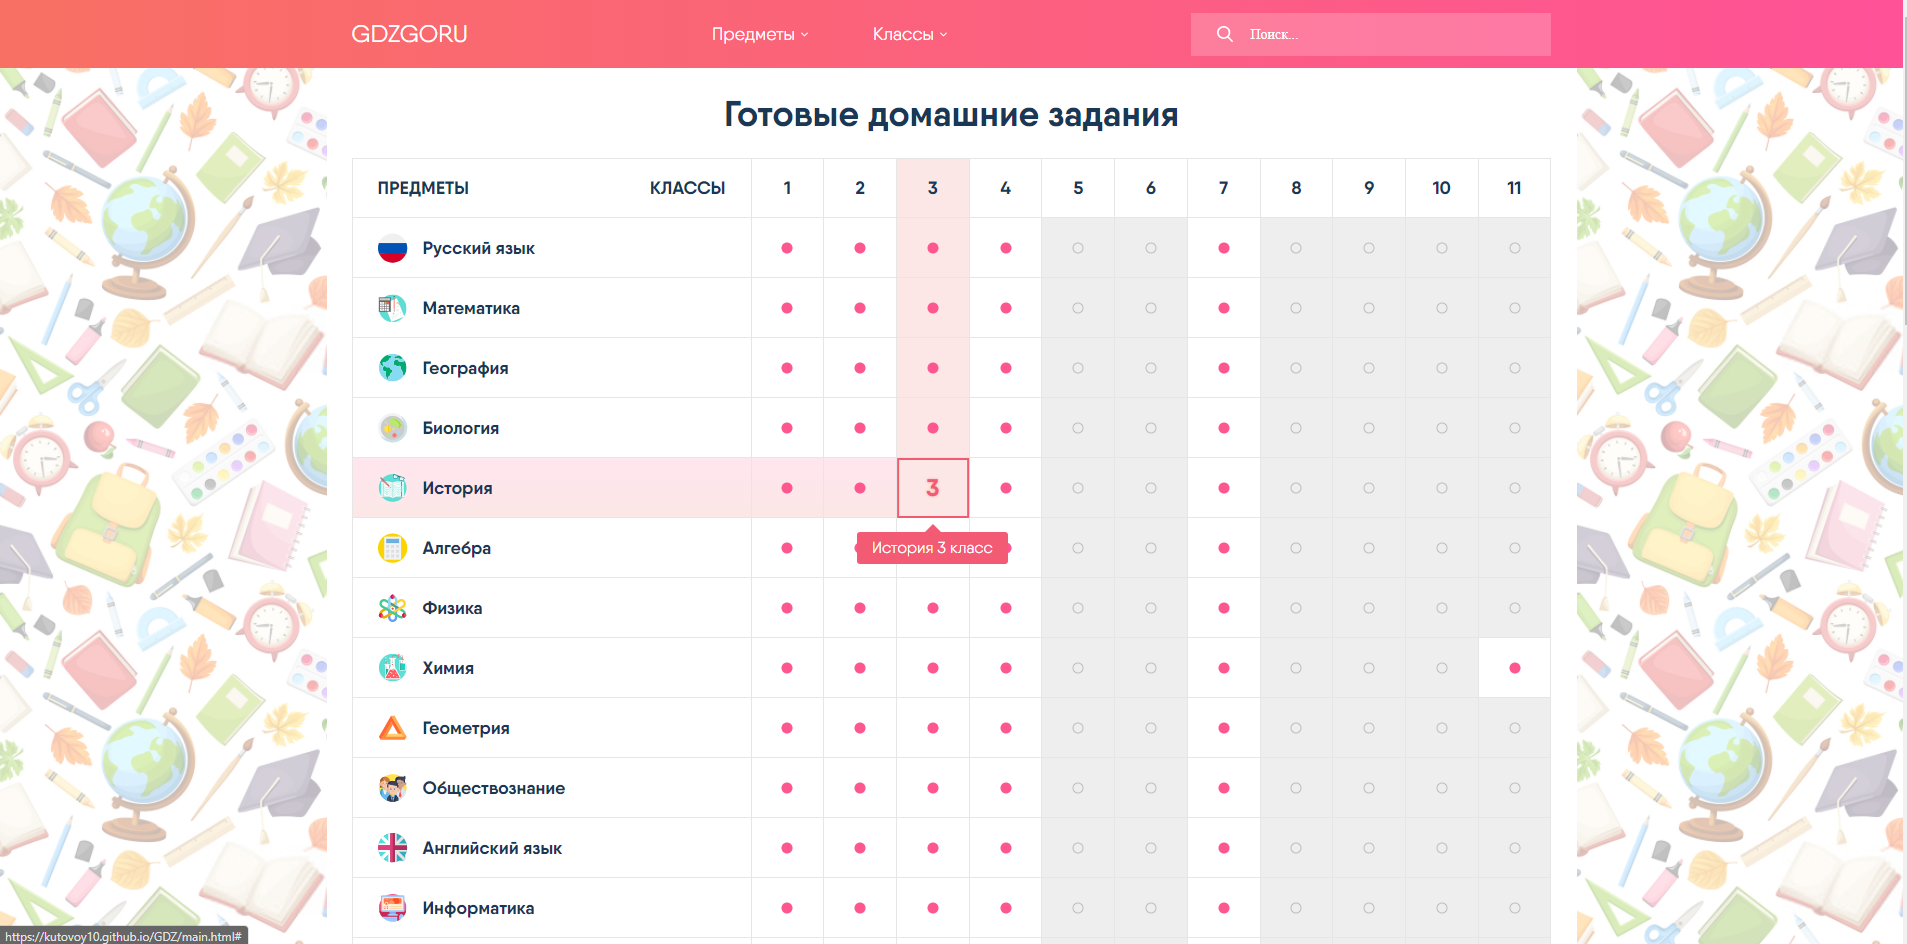 GDZGORU Предметы Классы Поиск...
Готовые домашние задания
ПРЕДМЕТЫ КЛАССЫ 1 2 3 4 5 6 7 8 9 10 11
Русский язык
Математика
География
Биология
История 3
Алгебра История 3 класс
Физика
Химия
Геометрия
Обществознание
Английский язык
Информатика
https://kutovoy10.github.io/GDZ/main.html#